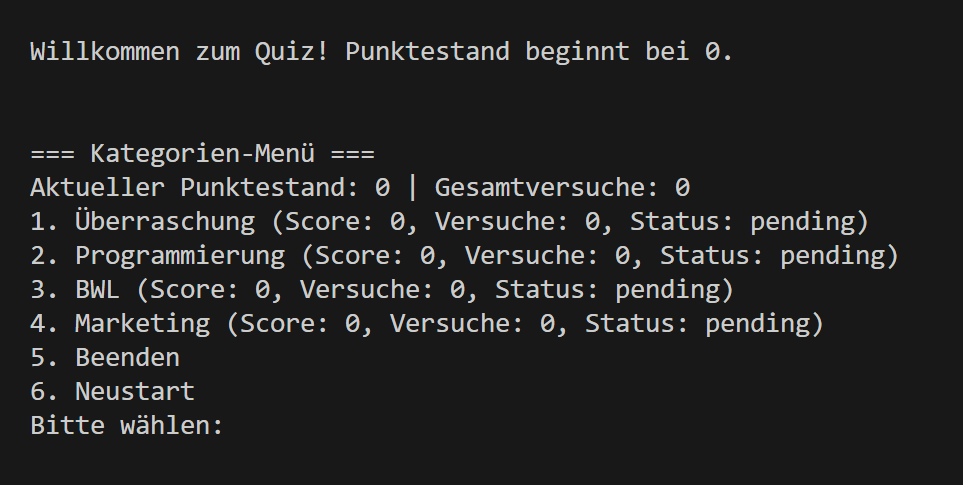 Willkommen zum Quiz! Punktestand beginnt bei 0.
=== Kategorien-Menü ===
Aktueller Punktestand: 0 | Gesamtversuche: 0
1. Überraschung (Score: 0, Versuche: 0, Status: pending)
2. Programmierung (Score: 0, Versuche: 0, Status: pending)
3. BWL (Score: 0, Versuche: 0, Status: pending)
4. Marketing (Score: 0, Versuche: 0, Status: pending)
5. Beenden
6. Neustart
Bitte wählen: